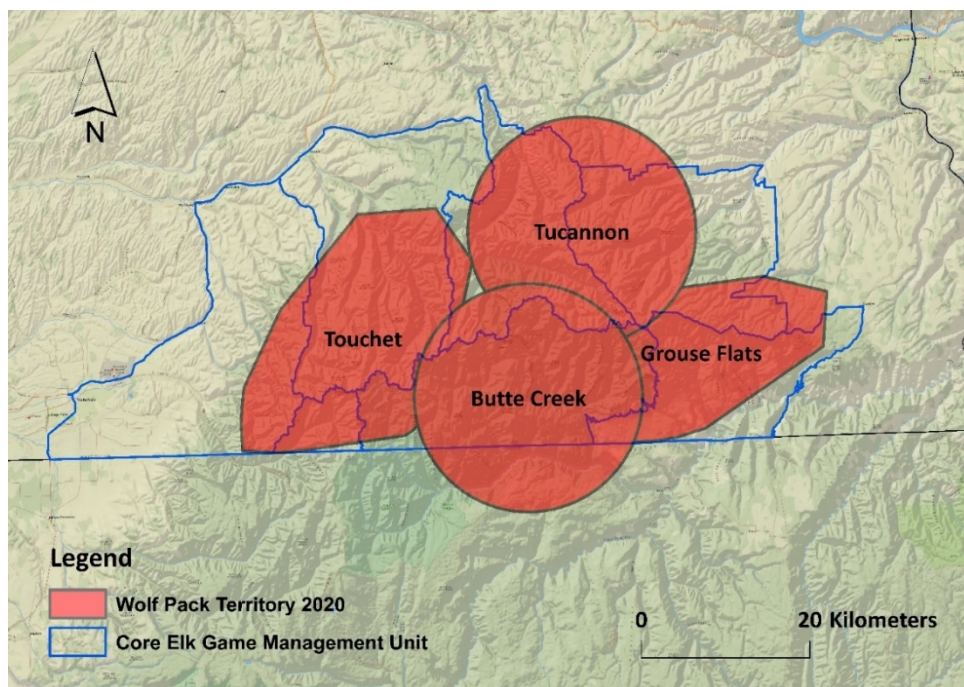 N
Tucannon
Touchet
Grouse Flats
Butte Creek
Legend
Wolf Pack Territory 2020
Core Elk Game Management Unit
0 20 Kilometers